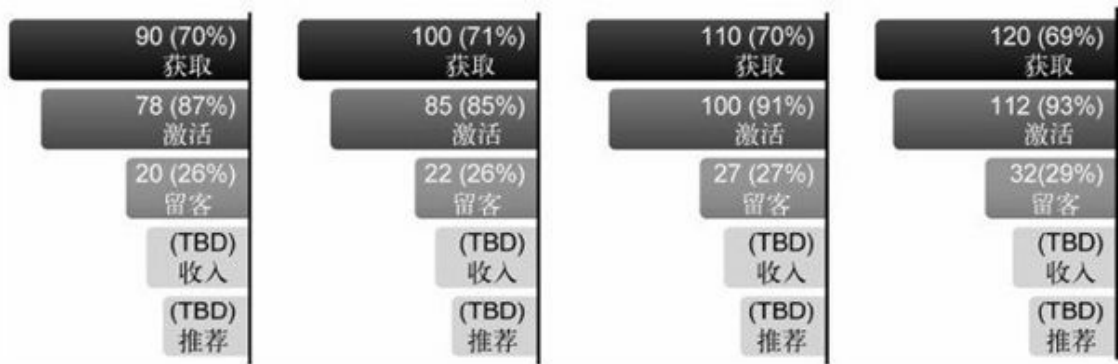 90 (70%)
获取
78 (87%)
激活
20 (26%)
留客
(TBD)
收入
(TBD)
推荐
100 (71%)
获取
85 (85%)
激活
22 (26%)
留客
(TBD)
收入
(TBD)
推荐
110 (70%)
获取
100 (91%)
激活
27 (27%)
留客
(TBD)
收入
(TBD)
推荐
120 (69%)
获取
112 (93%)
激活
32(29%)
留客
(TBD)
收入
(TBD)
推荐